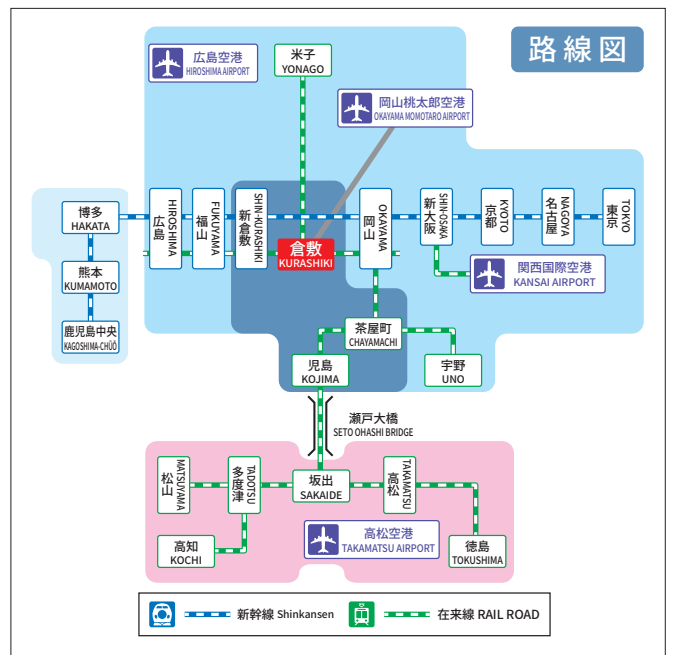 路線図
広島空港
HIROSHIMA AIRPORT
米子
YONAGO
岡山桃太郎空港
OKAYAMA MOMOTARO AIRPORT
博多
HAKATA
広島
HIROSHIMA
福山
FUKUYAMA
新倉敷
SHIN-KURASHIKI
倉敷
KURASHIKI
岡山
OKAYAMA
新大阪
SHIN-OSAKA
京都
KYOTO
名古屋
NAGOYA
東京
TOKYO
熊本
KUMAMOTO
関西国際空港
KANSAI AIRPORT
鹿児島中央
KAGOSHIMA-CHŪŌ
茶屋町
CHAYAMACHI
児島
KOJIMA
宇野
UNO
瀬戸大橋
SETO OHASHI BRIDGE
松山
MATSUYAMA
多度津
TADOTSU
坂出
SAKAIDE
高松
TAKAMATSU
高知
KOCHI
高松空港
TAKAMATSU AIRPORT
徳島
TOKUSHIMA
新幹線 Shinkansen
在来線 RAIL ROAD